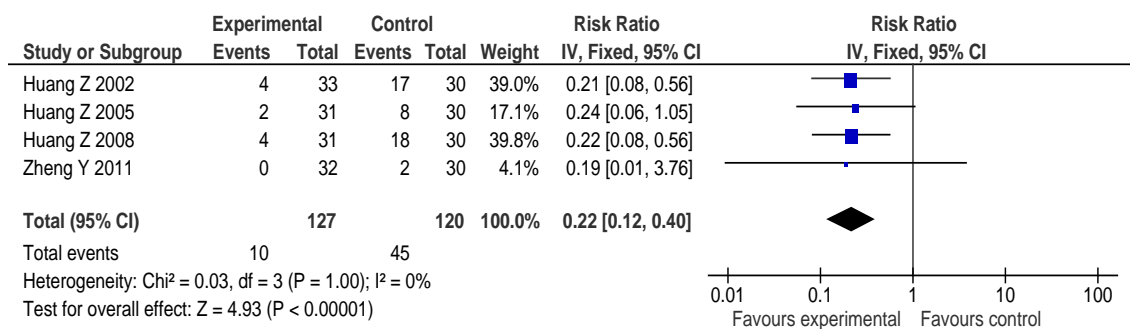 Experimental Control Risk Ratio Risk Ratio
Study or Subgroup Events Total Events Total Weight IV, Fixed, 95% CI IV, Fixed, 95% CI
Huang Z 2002 4 33 17 30 39.0% 0.21 [0.08, 0.56]
Huang Z 2005 2 31 8 30 17.1% 0.24 [0.06, 1.05]
Huang Z 2008 4 31 18 30 39.8% 0.22 [0.08, 0.56]
Zheng Y 2011 0 32 2 30 4.1% 0.19 [0.01, 3.76]
Total (95% CI) 127 120 100.0% 0.22 [0.12, 0.40]
Total events 10 45
Heterogeneity: Chi² = 0.03, df = 3 (P = 1.00); I² = 0%
Test for overall effect: Z = 4.93 (P < 0.00001)
0.01 0.1 1 10 100
Favours experimental Favours control